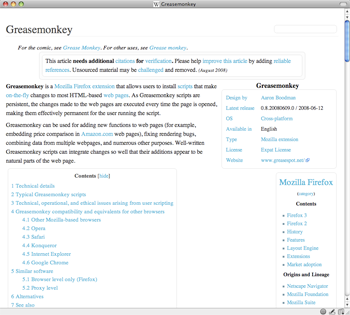 Greasemonkey
Greasemonkey
For the comic, see Grease Monkey. For other uses, see Grease monkey.
This article needs additional citations for verification. Please help improve this article by adding reliable
references. Unsourced material may be challenged and removed. (August 2008)
Greasemonkey is a Mozilla Firefox extension that allows users to install scripts that make
on-the-fly changes to most HTML-based web pages. As Greasemonkey scripts are
persistent, the changes made to the web pages are executed every time the page is opened,
making them effectively permanent for the user running the script.
Greasemonkey can be used for adding new functions to web pages (for example,
embedding price comparison in Amazon.com web pages), fixing rendering bugs,
combining data from multiple webpages, and numerous other purposes. Well-written
Greasemonkey scripts can integrate changes so well that their additions appear to be
natural parts of the web page.
Greasemonkey
Design by Aaron Boodman
Latest release 0.8.20080609.0 / 2008-06-12
OS Cross-platform
Available in English
Type Mozilla extension
License Expat License
Website www.greasespot.net
Contents [hide]
1 Technical details
2 Typical Greasemonkey scripts
3 Technical, operational, and ethical issues arising from user scripting
4 Greasemonkey compatibility and equivalents for other browsers
4.1 Other Mozilla-based browsers
4.2 Opera
4.3 Safari
4.4 Konqueror
4.5 Internet Explorer
4.6 Google Chrome
5 Similar software
5.1 Browser level only (Firefox)
5.2 Proxy level
6 Alternatives
7 See also
Mozilla Firefox
Contents
Firefox 3
Firefox 2
History
Features
Layout Engine
Extensions
Market adoption
Origins and Lineage
Netscape Navigator
Mozilla Foundation
Mozilla Suite